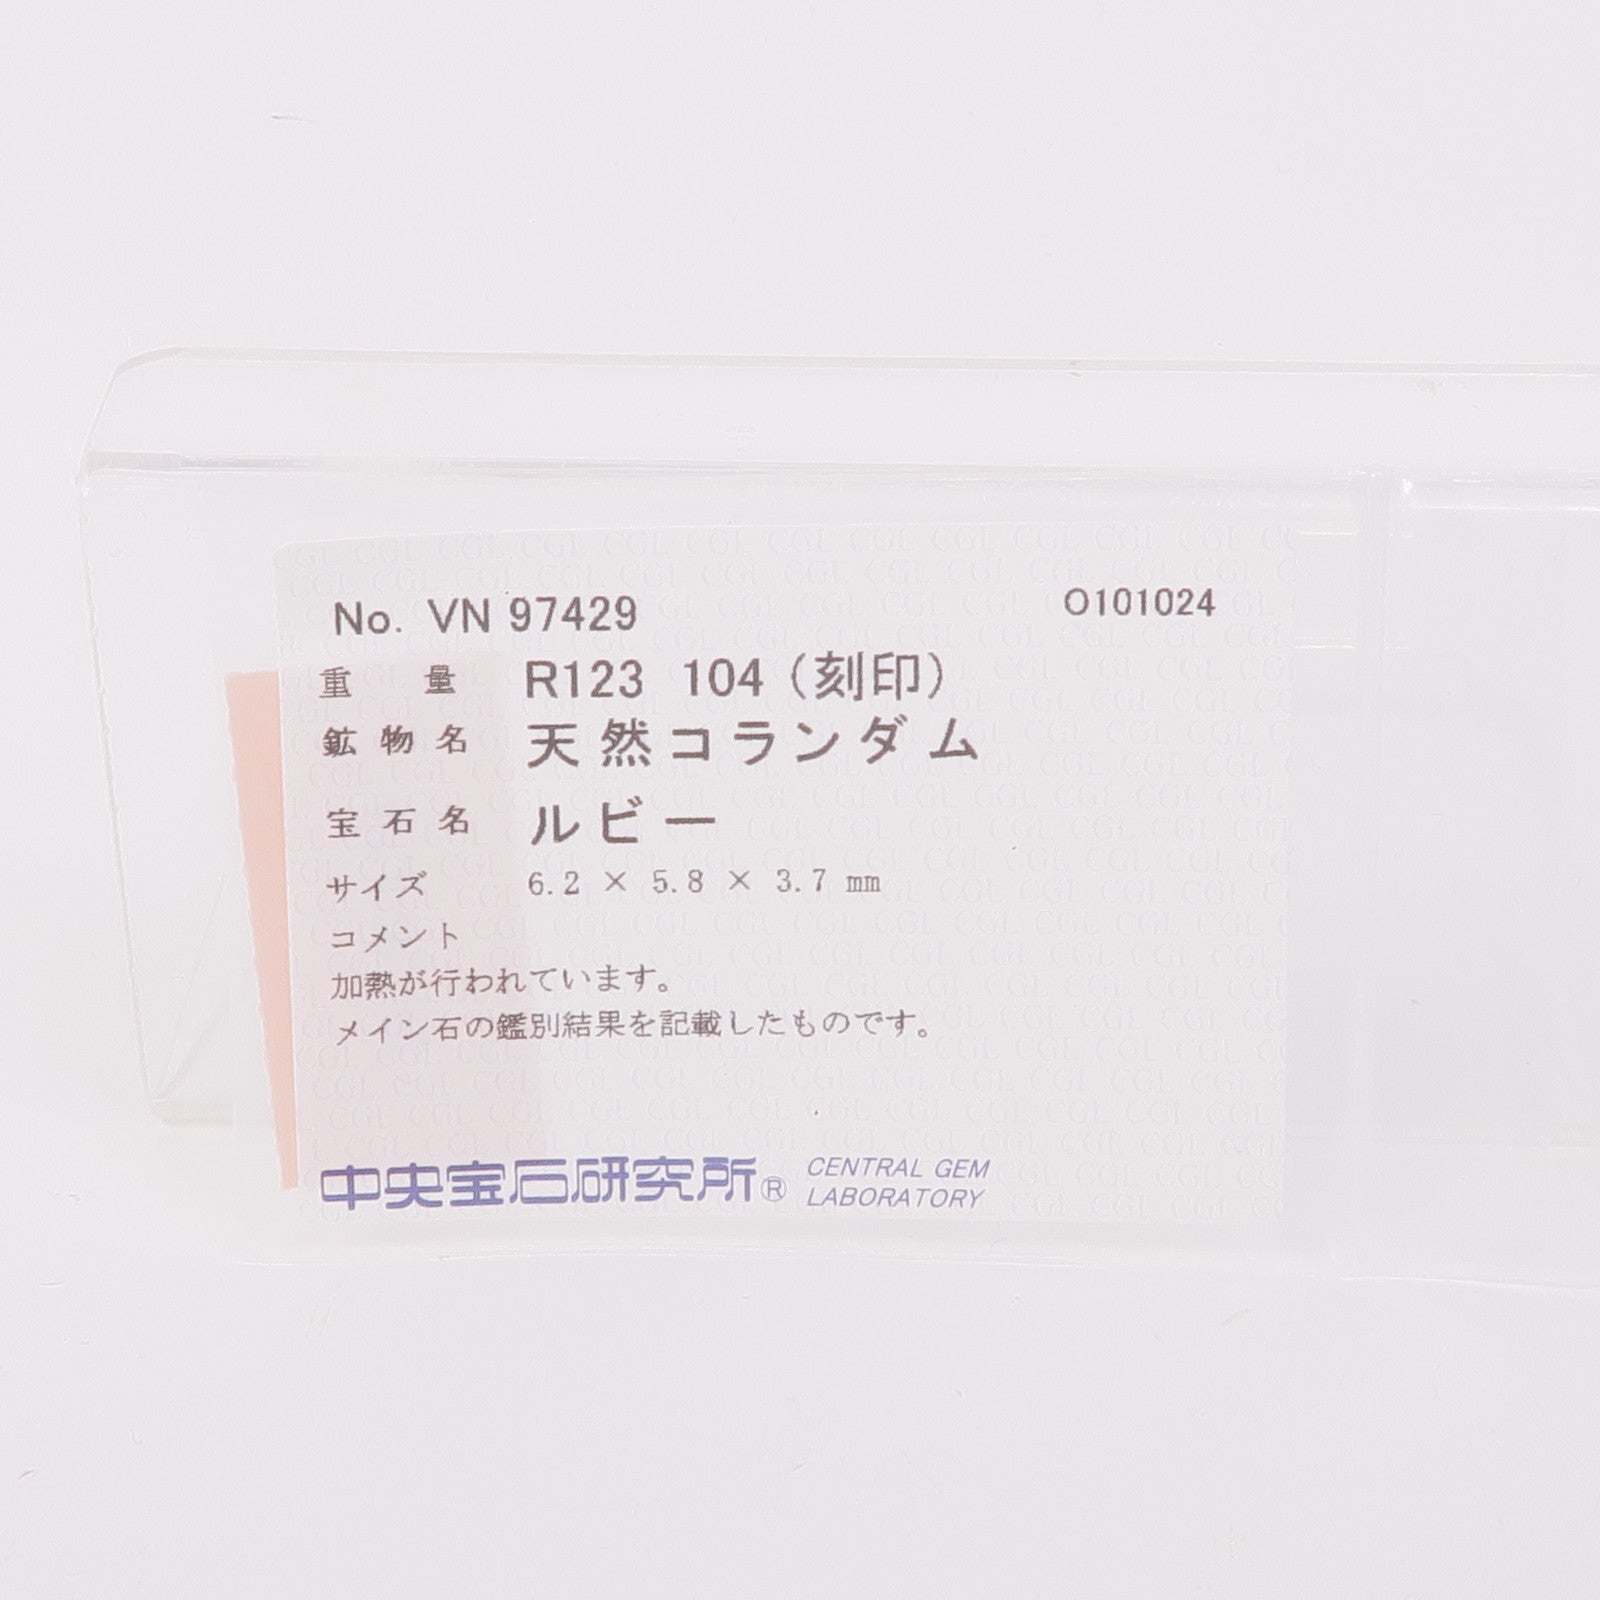 No. VN 97429 O101024
重 量 R123 104 (刻印)
鉱物名 天然コランダム
宝石名 ルビー
サイズ 6.2 × 5.8 × 3.7 mm
コメント
加熱が行われています。
メイン石の鑑別結果を記載したものです。
中央宝石研究所® CENTRAL GEM
LABORATORY